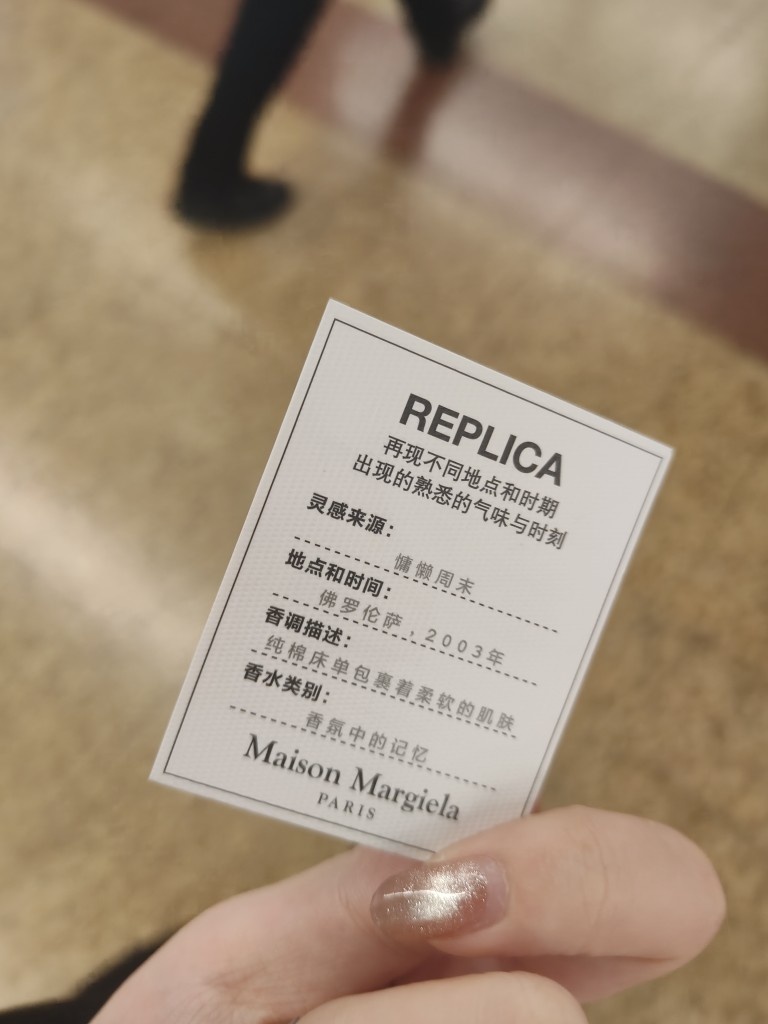 REPLICA
再现不同地点和时期
出现的熟悉的气味与时刻
灵感来源：
慵懒周末
地点和时间：
佛罗伦萨，2003年
香调描述：
纯棉床单包裹着柔软的肌肤
香水类别：
香氛中的记忆
Maison Margiela
PARIS